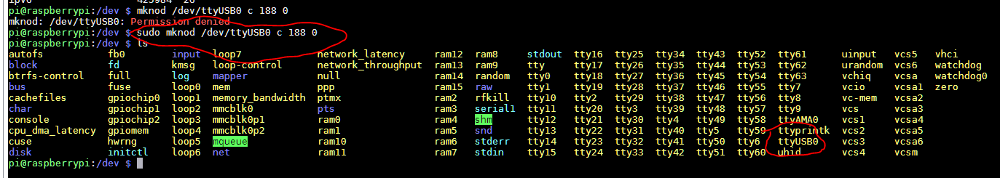 pi@raspberrypi:/dev $ mknod /dev/ttyUSB0 c 188 0
mknod: /dev/ttyUSB0: Permission denied
pi@raspberrypi:/dev $ sudo mknod /dev/ttyUSB0 c 188 0
pi@raspberrypi:/dev $ ls
autofs fb0 input loop7 network_latency ram12 ram8 stdout tty16 tty25 tty34 tty43 tty52 tty61 uinput vcs5 vhci
block fd kmsg loop-control network_throughput ram13 ram9 tty tty17 tty26 tty35 tty44 tty53 tty62 urandom vcs6 watchdog
btrfs-control full log mapper null ram14 random tty0 tty18 tty27 tty36 tty45 tty54 tty63 vchiq vcsa watchdog0
bus fuse loop0 mem ppp ram15 raw tty1 tty19 tty28 tty37 tty46 tty55 tty7 vcio vcsa1 zero
cachefiles gpiochip0 loop1 memory_bandwidth ptmx ram2 rfkill tty10 tty2 tty29 tty38 tty47 tty56 tty8 vc-mem vcsa2
char gpiochip1 loop2 mmcblk0 pts ram3 serial1 tty11 tty20 tty3 tty39 tty48 tty57 tty9 vcs vcsa3
console gpiochip2 loop3 mmcblk0p1 ram0 ram4 shm tty12 tty21 tty30 tty4 tty49 tty58 ttyAMA0 vcs1 vcsa4
cpu_dma_latency gpiomem loop4 mmcblk0p2 ram1 ram5 snd tty13 tty22 tty31 tty40 tty5 tty59 ttyprintk vcs2 vcsa5
cuse hwrng loop5 mqueue ram10 ram6 stderr tty14 tty23 tty32 tty41 tty50 tty6 ttyUSB0 vcs3 vcsa6
disk initctl loop6 net ram11 ram7 stdin tty15 tty24 tty33 tty42 tty51 tty60 uhid vcs4 vcsm
pi@raspberrypi:/dev $